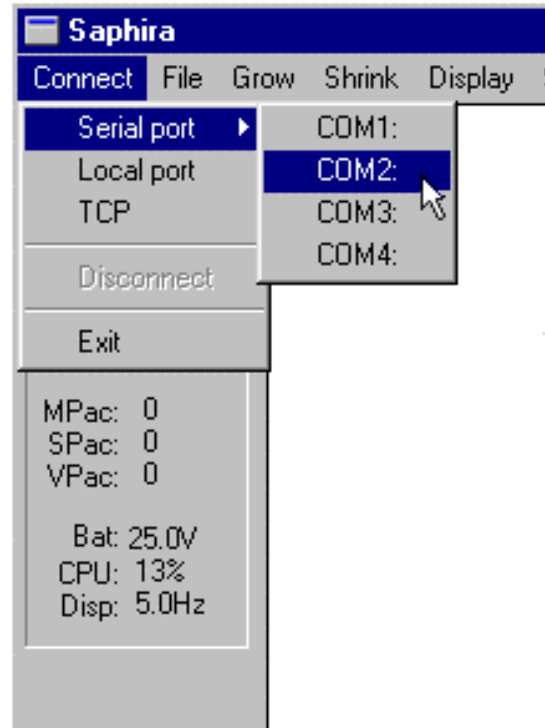 Saphira
Connect File Grow Shrink Display
Serial port
COM1:
Local port
COM2:
TCP
COM3:
COM4:
Disconnect
Exit
MPac: 0
SPac: 0
VPac: 0
Bat: 25.0V
CPU: 13%
Disp: 5.0Hz